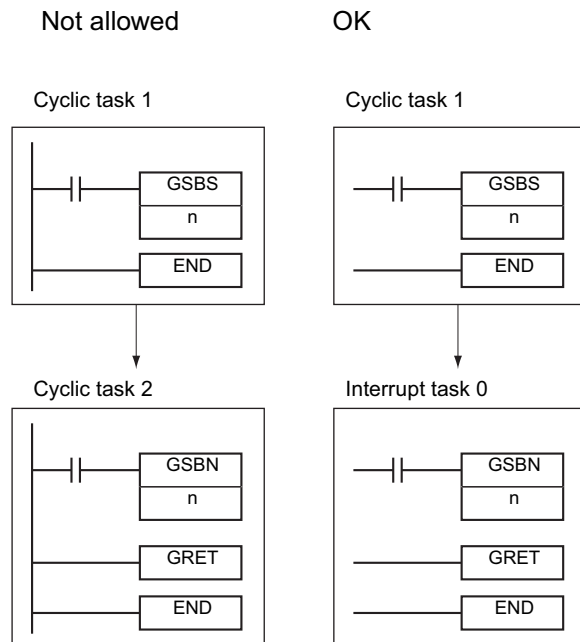 Not allowed
OK
Cyclic task 1
GSBS
n
END
Cyclic task 2
GSBN
n
GRET
END
Cyclic task 1
GSBS
n
END
Interrupt task 0
GSBN
n
GRET
END